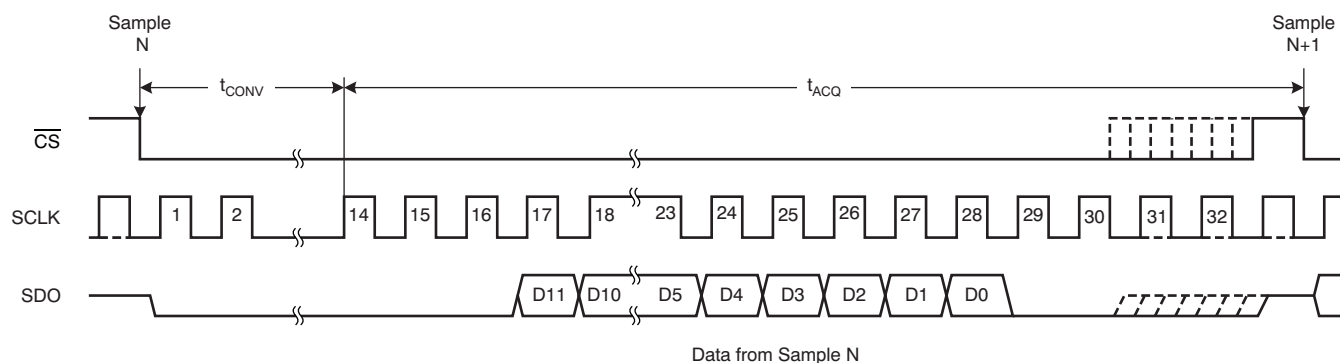 Sample
N
Sample
N+1
tCONV
tACQ
CS
SCLK
1 2 14 15 16 17 18 23 24 25 26 27 28 29 30 31 32
SDO
D11 D10 D5 D4 D3 D2 D1 D0
Data from Sample N